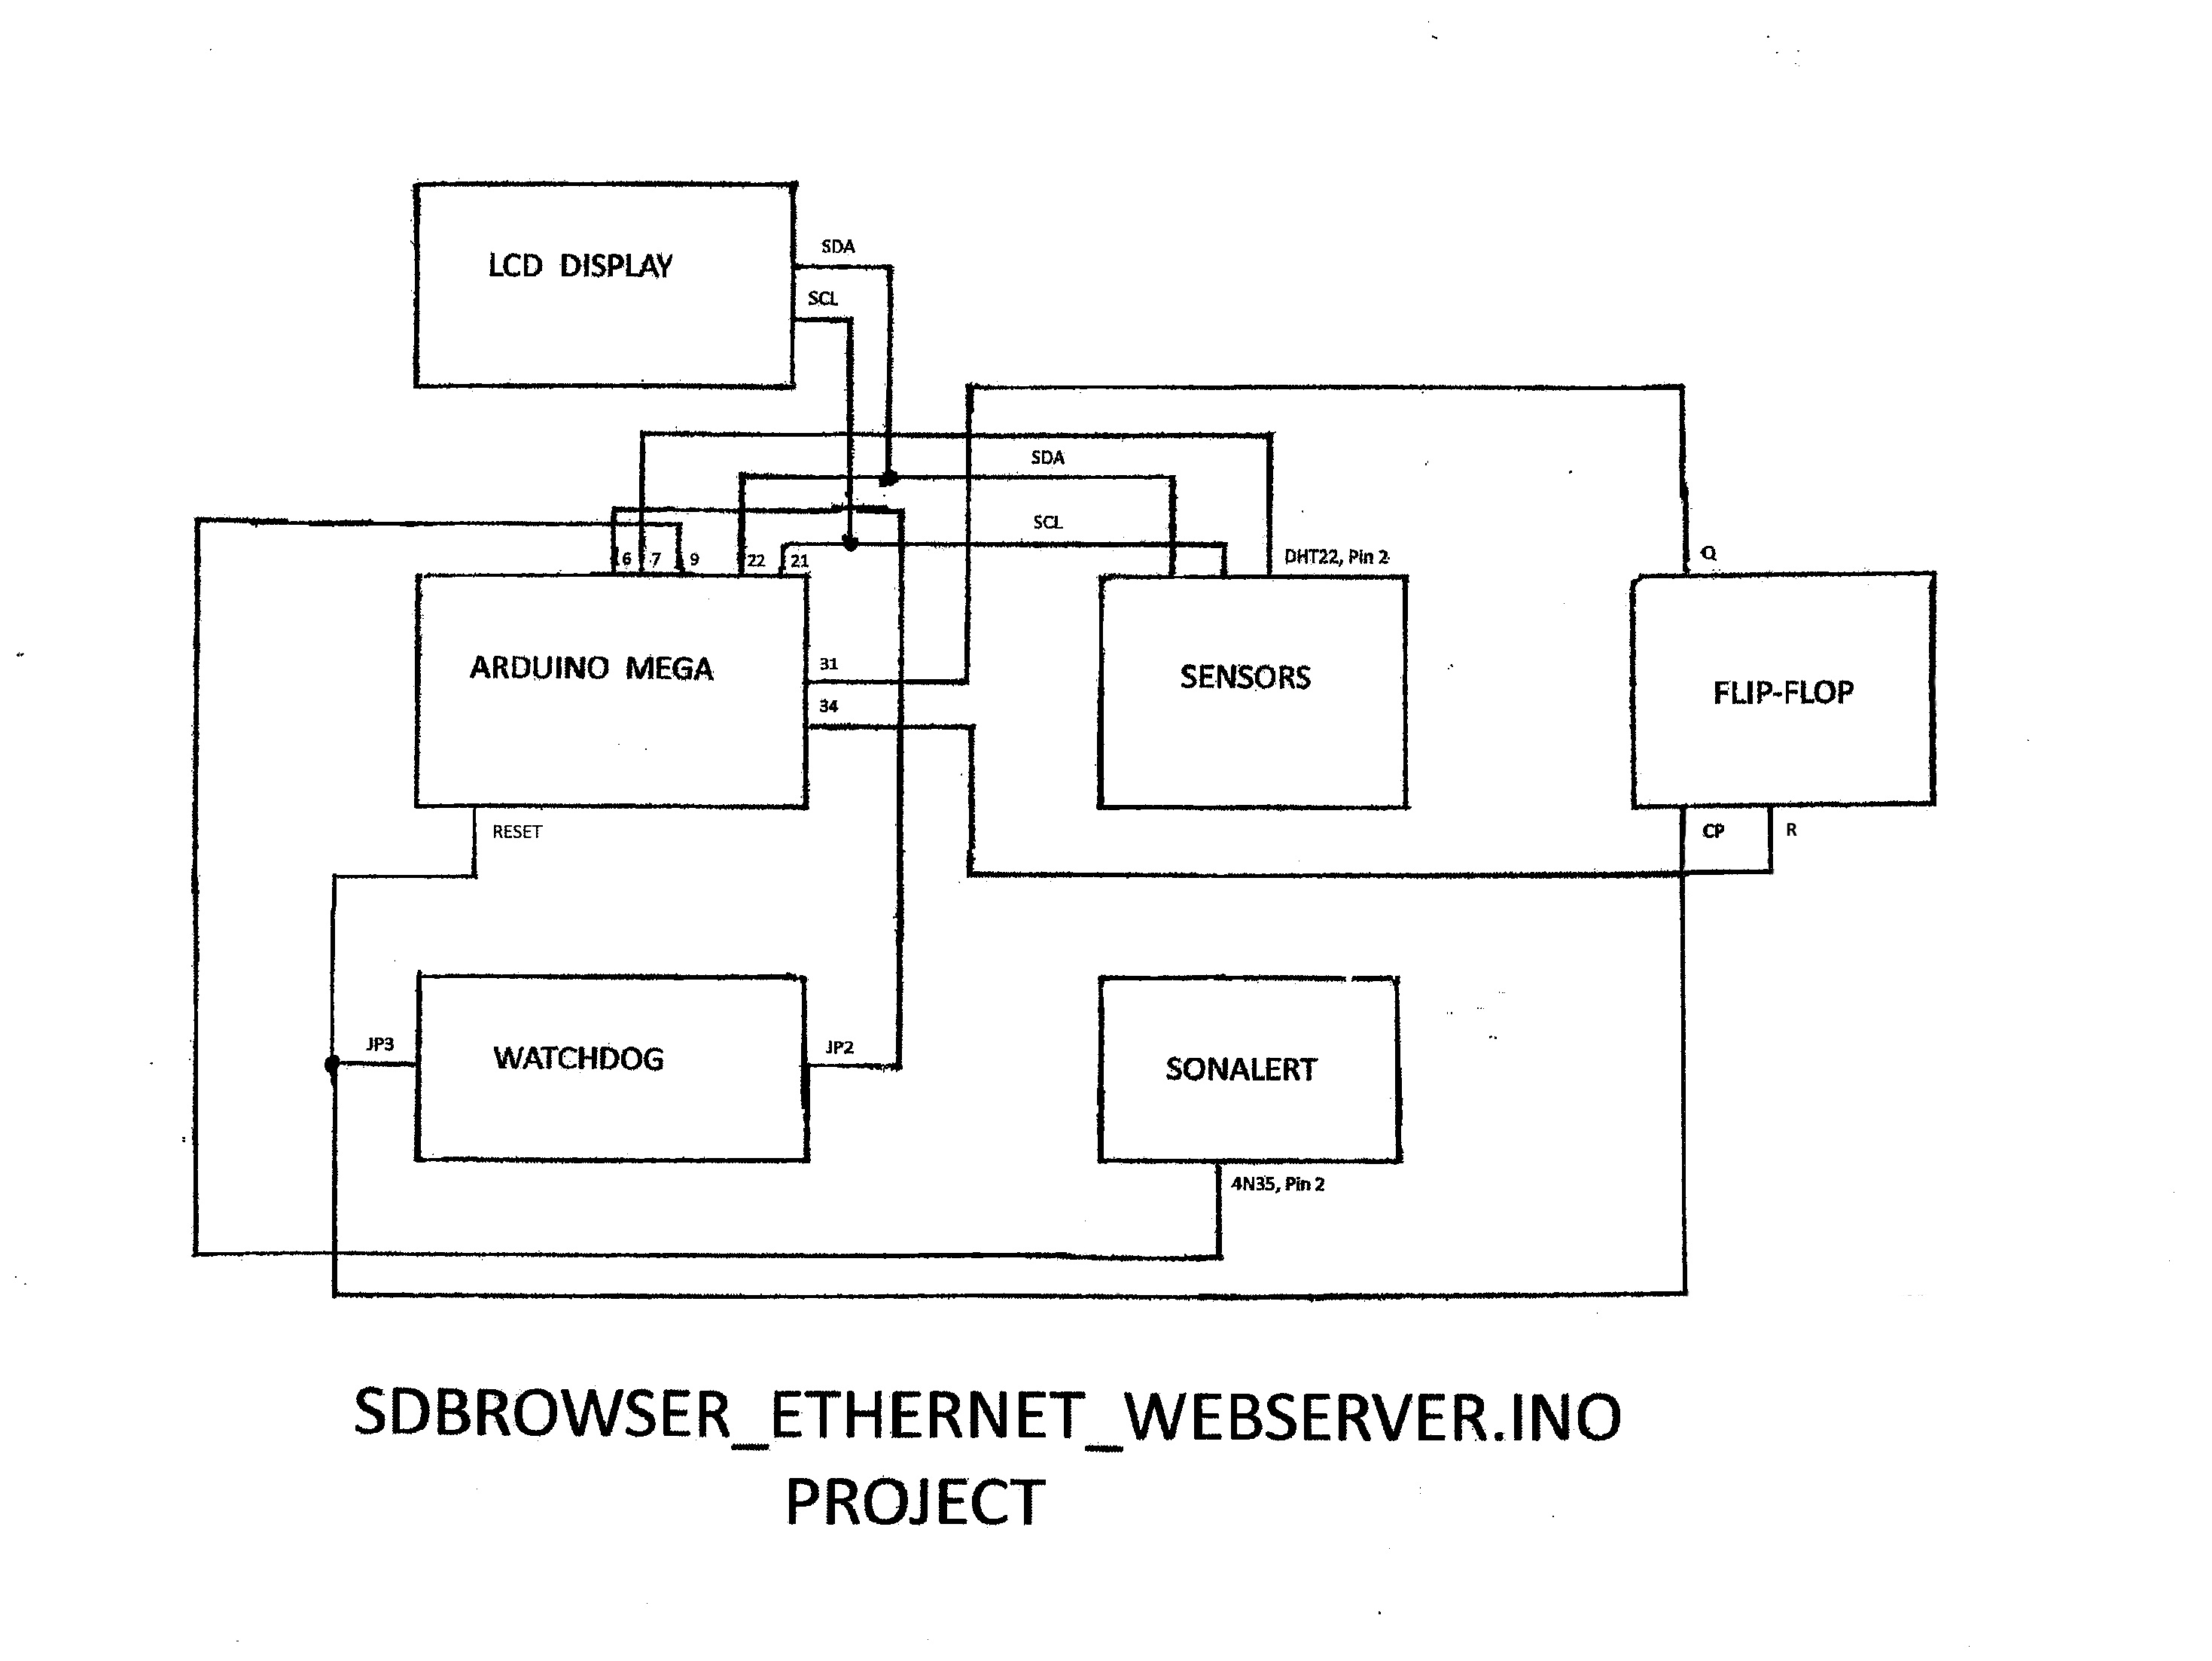 SDA
LCD DISPLAY
SCL
SDA
SCL
6 7 9 22 21
DHT22, Pin 2
Q
31
ARDUINO MEGA
SENSORS
34
FLIP-FLOP
RESET
CP R
JP3
WATCHDOG
JP2
SONALERT
4N35, Pin 2
SDBROWSER_ETHERNET_WEBSERVER.INO
PROJECT